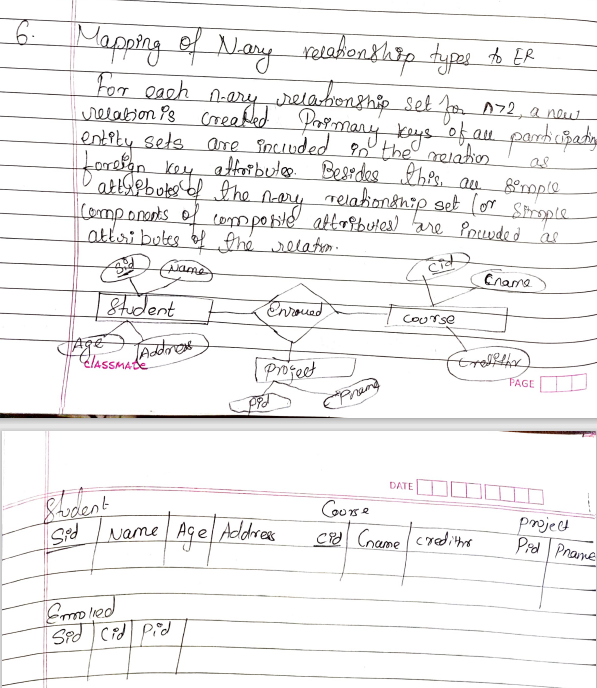 6. Mapping of N-ary relationship types to ER
For each n-ary relationship set for n>2, a new
relation is created Primary keys of all participating
entity sets are included in the relation as
foreign key attributes. Besides this, all simple
attributes of the n-ary relationship set (or simple
components of composite attributes) are included as
attributes of the relation.
Sid Name Cid Cname
Student Enrolled Course
Age Address Credithr
CLASSMATE Project
PAGE
Pid Pname
DATE
Student Course Project
Sid Name Age Address Cid Cname credithr Pid Pname
Enrolled
Sid Cid Pid